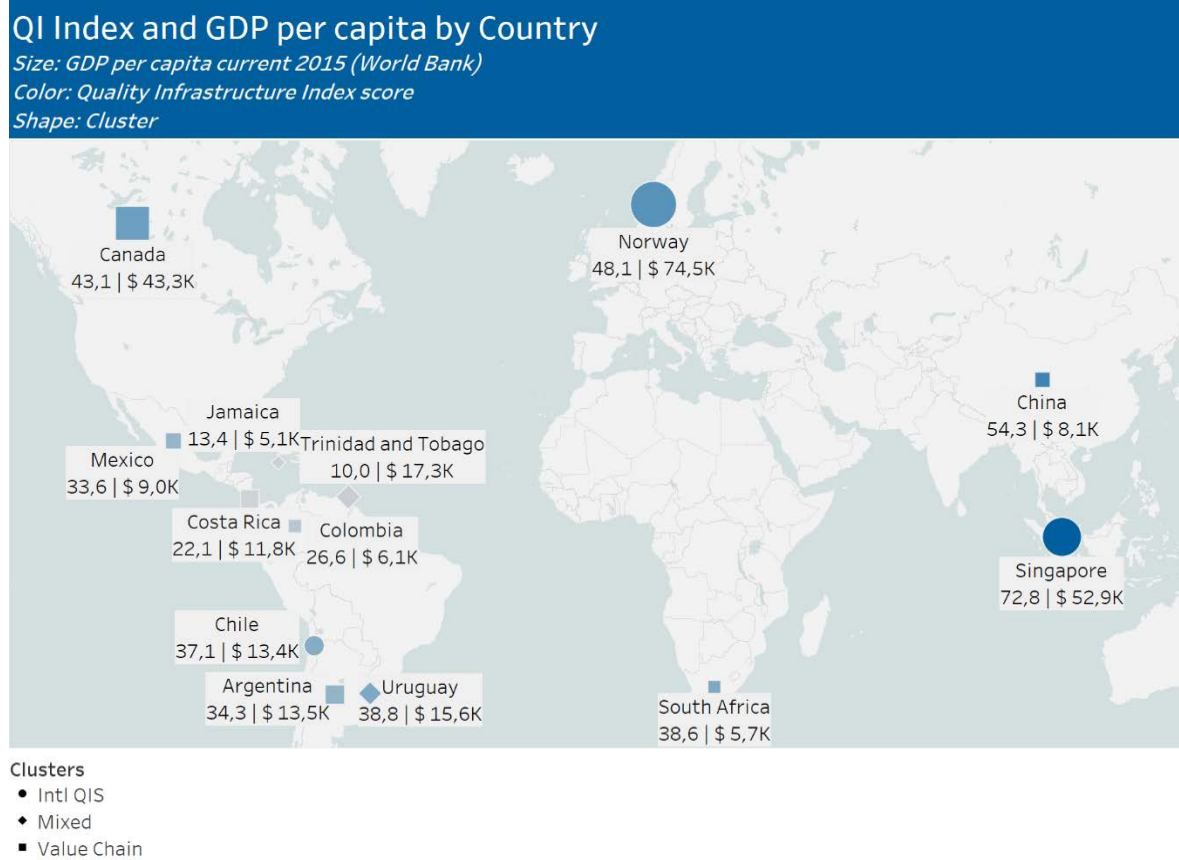 QI Index and GDP per capita by Country
Size: GDP per capita current 2015 (World Bank)
Color: Quality Infrastructure Index score
Shape: Cluster
Canada
43,1 | $ 43,3K
Norway
48,1 | $ 74,5K
China
54,3 | $ 8,1K
Jamaica
13,4 | $ 5,1K
Trinidad and Tobago
10,0 | $ 17,3K
Mexico
33,6 | $ 9,0K
Costa Rica
22,1 | $ 11,8K
Colombia
26,6 | $ 6,1K
Singapore
72,8 | $ 52,9K
Chile
37,1 | $ 13,4K
Argentina
34,3 | $ 13,5K
Uruguay
38,8 | $ 15,6K
South Africa
38,6 | $ 5,7K
Clusters
Intl QIS
Mixed
Value Chain